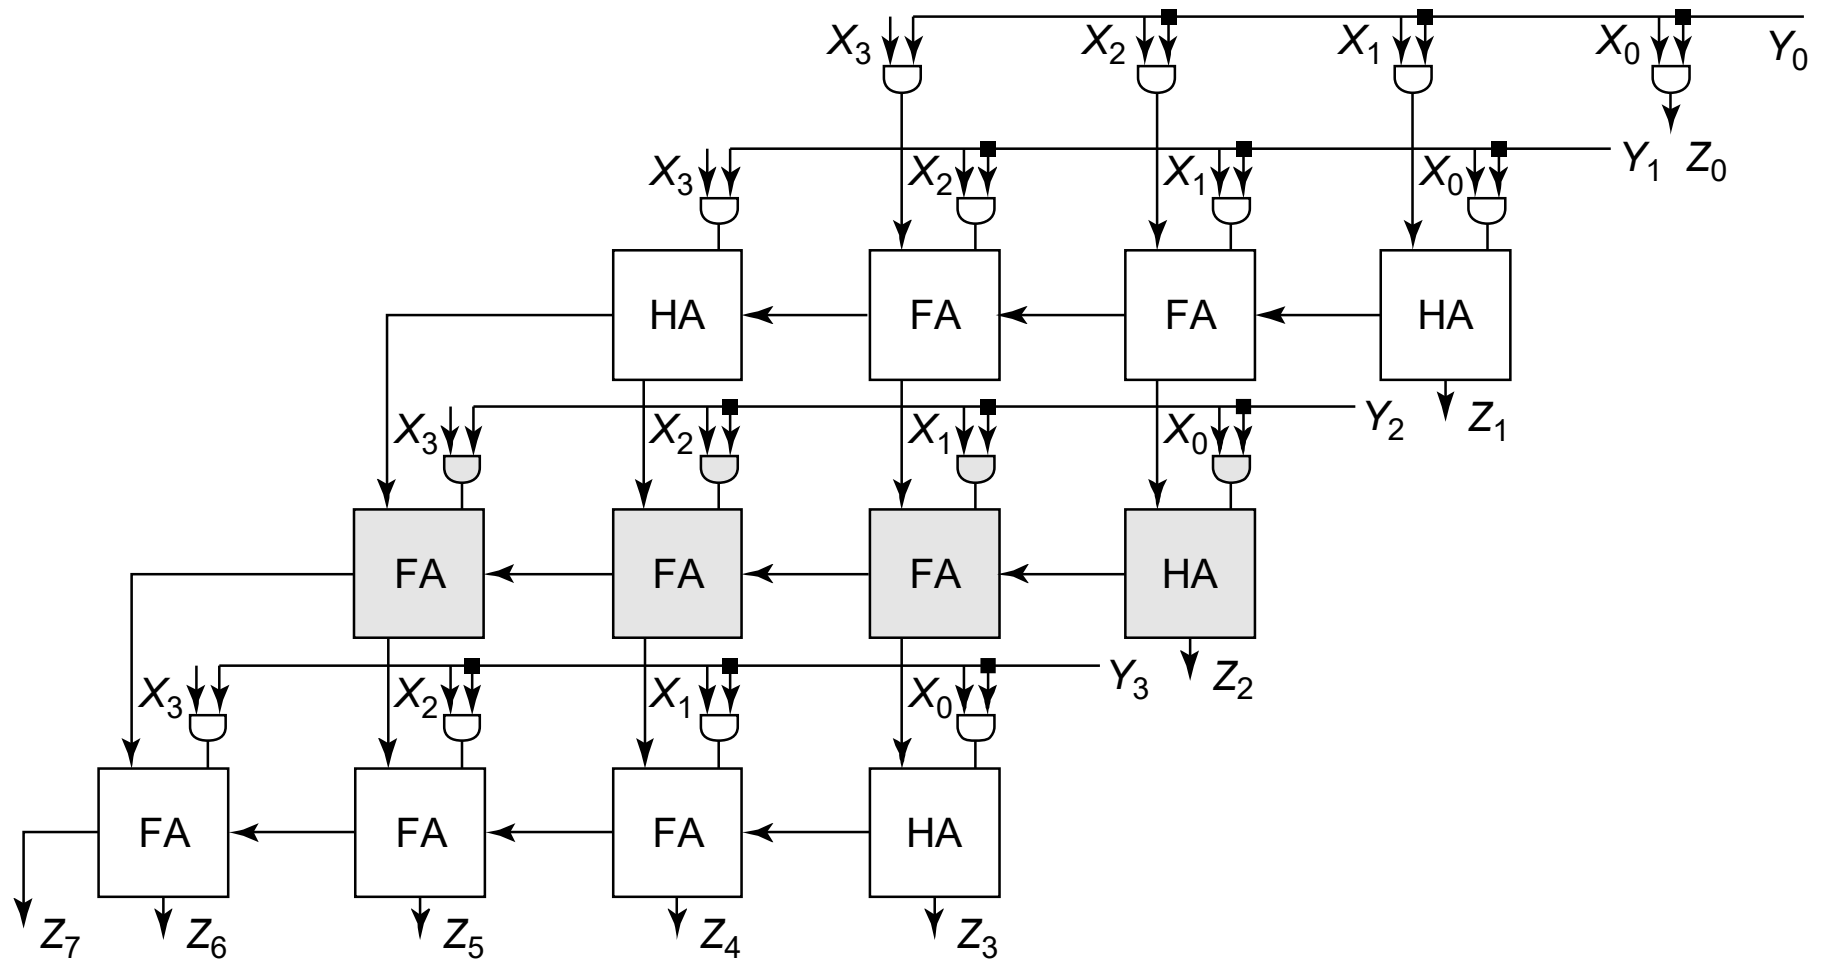 X3 X2 X1 X0 Y0
X3 X2 X1 X0 Y1 Z0
HA FA FA HA
X3 X2 X1 X0 Y2 Z1
FA FA FA HA
X3 X2 X1 X0 Y3 Z2
FA FA FA HA
Z7 Z6 Z5 Z4 Z3